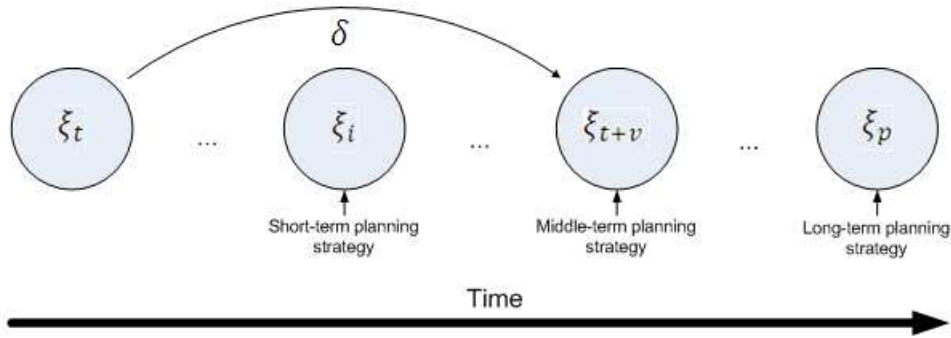 δ
ξt ... ξi ... ξt+v ... ξp
Short-term planning
strategy
Middle-term planning
strategy
Long-term planning
strategy
Time